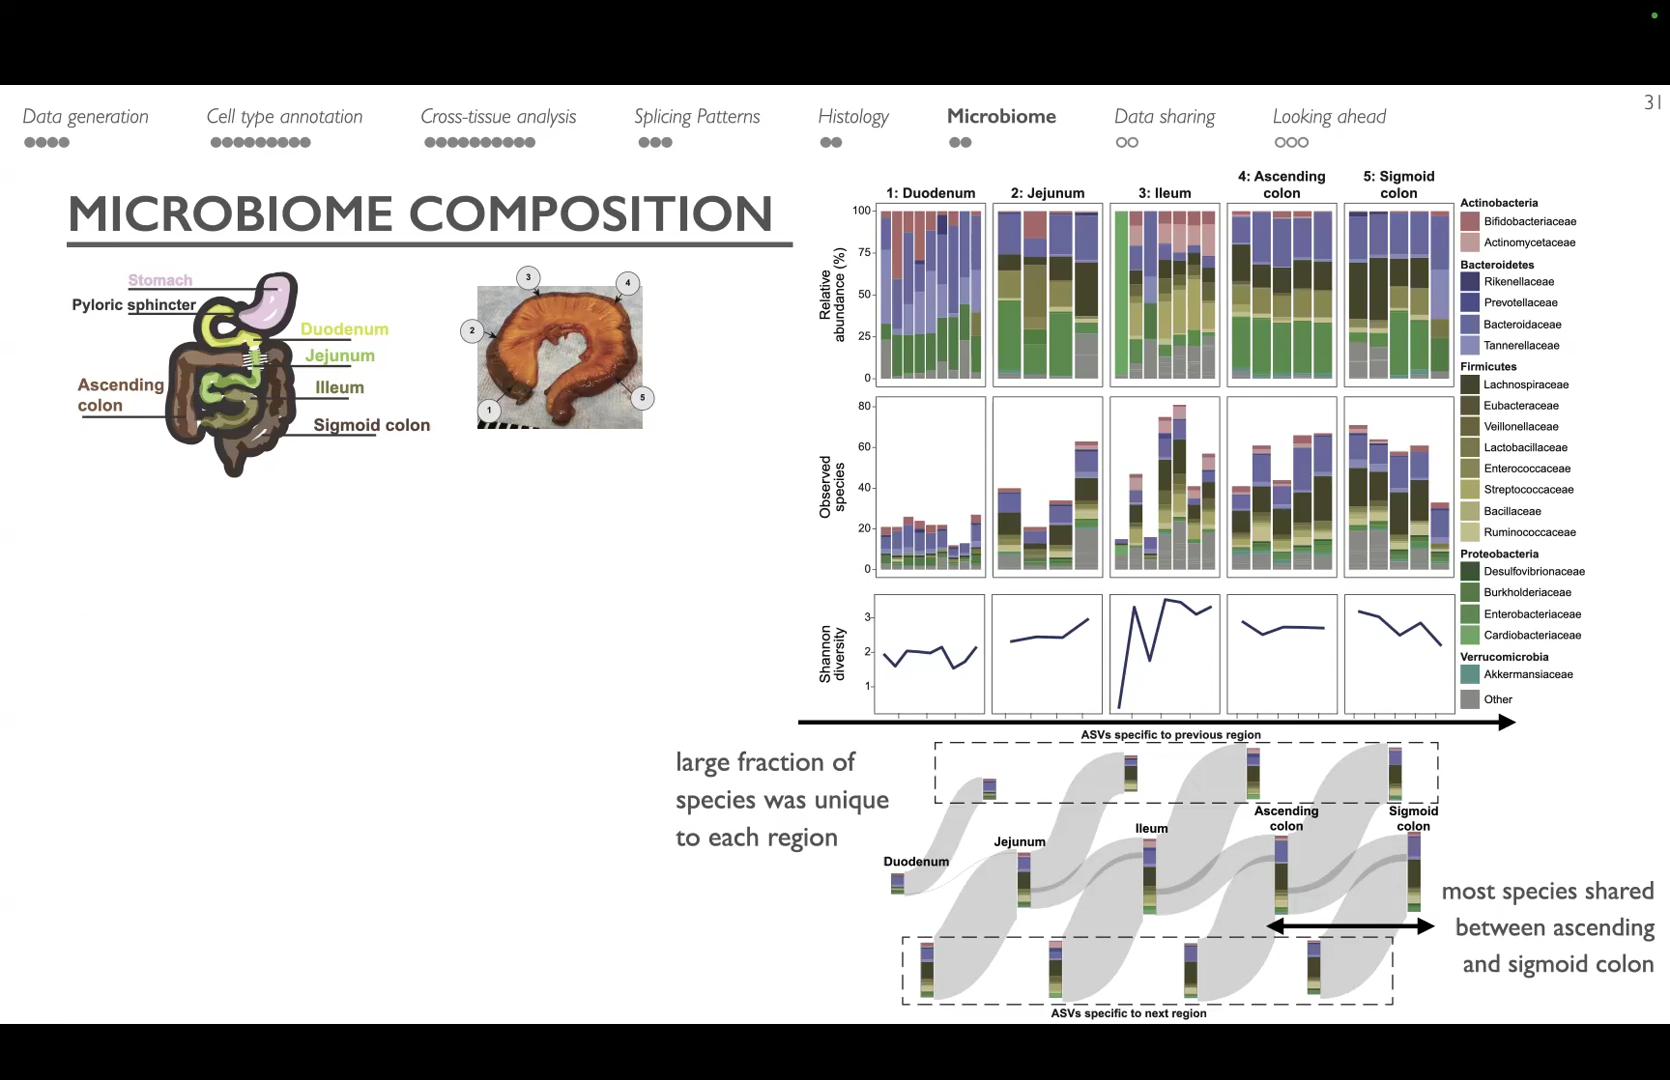 31
Data generation
Cell type annotation
Cross-tissue analysis
Splicing Patterns
Histology
Microbiome
Data sharing
Looking ahead
MICROBIOME COMPOSITION
Stomach
Pyloric sphincter
Duodenum
Jejunum
Ascending
colon
Illeum
Sigmoid colon
3
4
2
1
5
1: Duodenum
2: Jejunum
3: Ileum
4: Ascending
colon
5: Sigmoid
colon
Relative
abundance (%)
100
75
50
25
0
Observed
species
80
60
40
20
0
Shannon
diversity
3
2
1
Actinobacteria
Bifidobacteriaceae
Actinomycetaceae
Bacteroidetes
Rikenellaceae
Prevotellaceae
Bacteroidaceae
Tannerellaceae
Firmicutes
Lachnospiraceae
Eubacteraceae
Veillonellaceae
Lactobacillaceae
Enterococcaceae
Streptococcaceae
Bacillaceae
Ruminococcaceae
Proteobacteria
Desulfovibrionaceae
Burkholderiaceae
Enterobacteriaceae
Cardiobacteriaceae
Verrucomicrobia
Akkermansiaceae
Other
ASVs specific to previous region
large fraction of
species was unique
to each region
Duodenum
Jejunum
Ileum
Ascending
colon
Sigmoid
colon
most species shared
between ascending
and sigmoid colon
ASVs specific to next region